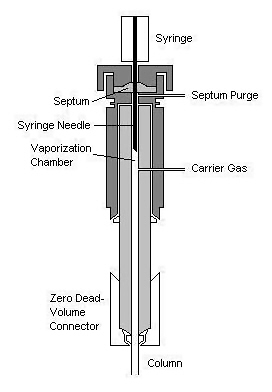 Syringe
Septum
Septum Purge
Syringe Needle
Vaporization
Chamber
Carrier Gas
Zero Dead-
Volume
Connector
Column